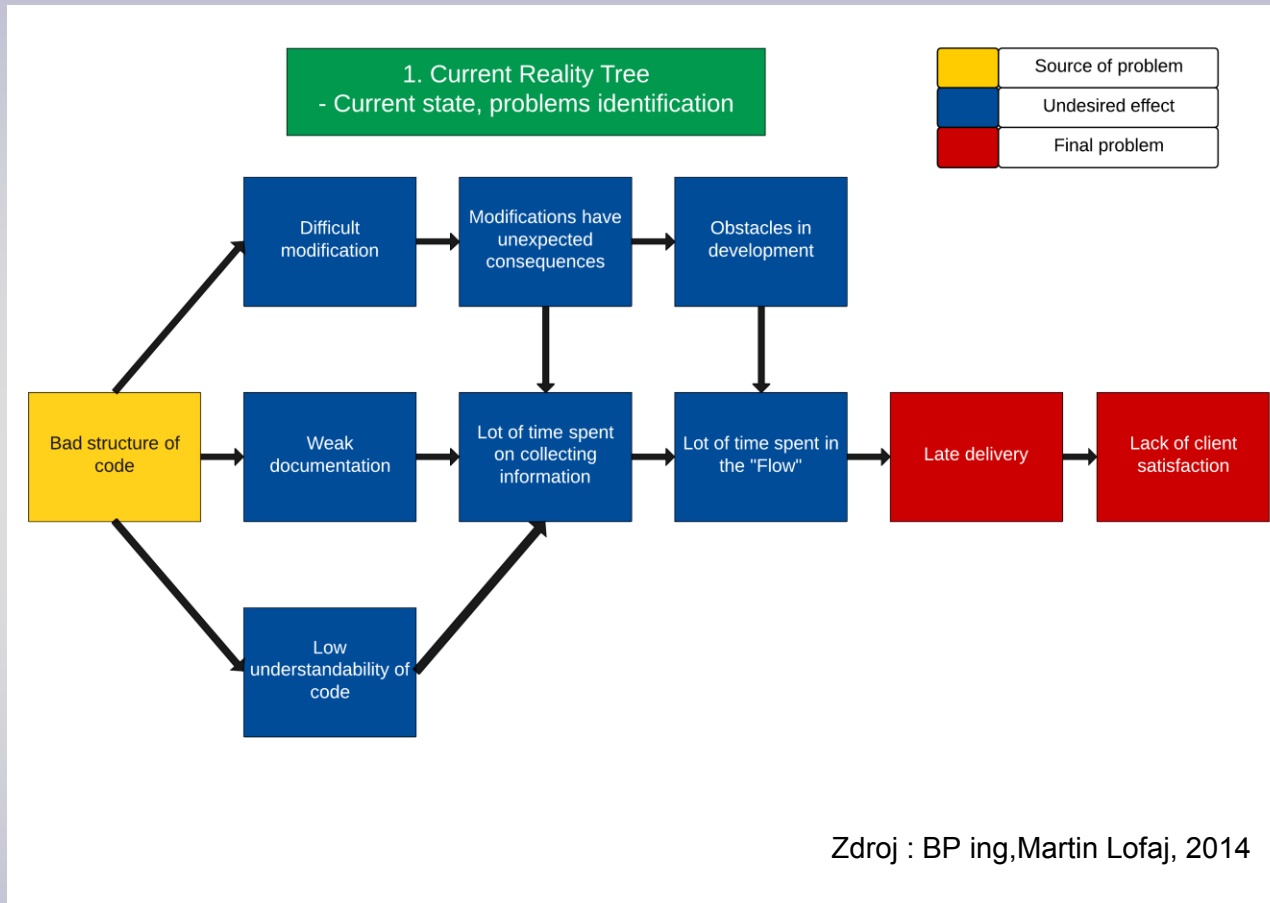 1. Current Reality Tree
- Current state, problems identification
Source of problem
Undesired effect
Final problem
Difficult
modification
Modifications have
unexpected
consequences
Obstacles in
development
Bad structure of
code
Weak
documentation
Lot of time spent
on collecting
information
Lot of time spent in
the "Flow"
Late delivery
Lack of client
satisfaction
Low
understandability of
code
Zdroj : BP ing,Martin Lofaj, 2014